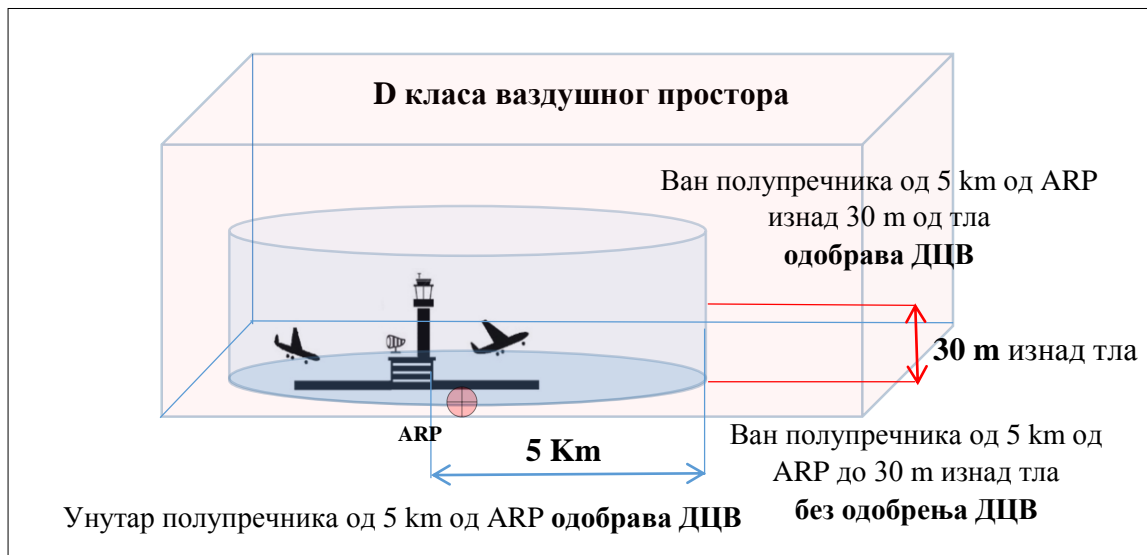 D класа ваздушног простора
Ван полупречника од 5 km од ARP
изнад 30 m од тла
одобрава ДЦВ
30 m изнад тла
ARP
5 Km
Ван полупречника од 5 km од
ARP до 30 m изнад тла
без одобрења ДЦВ
Унутар полупречника од 5 km од ARP одобрава ДЦВ